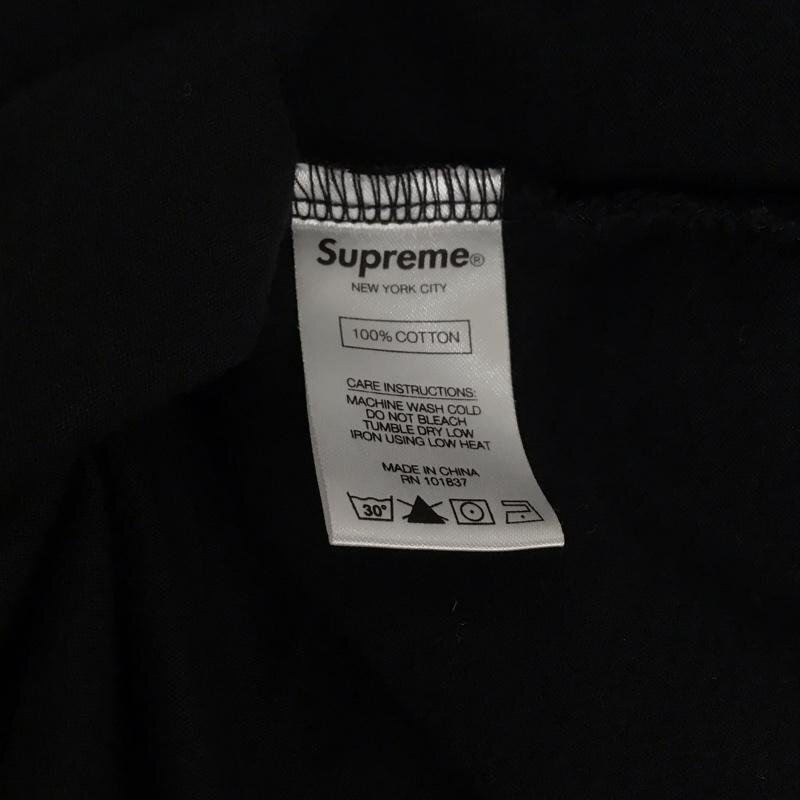 Supreme®
NEW YORK CITY
100% COTTON
CARE INSTRUCTIONS:
MACHINE WASH COLD
DO NOT BLEACH
TUMBLE DRY LOW
IRON USING LOW HEAT
MADE IN CHINA
RN 101837
30°